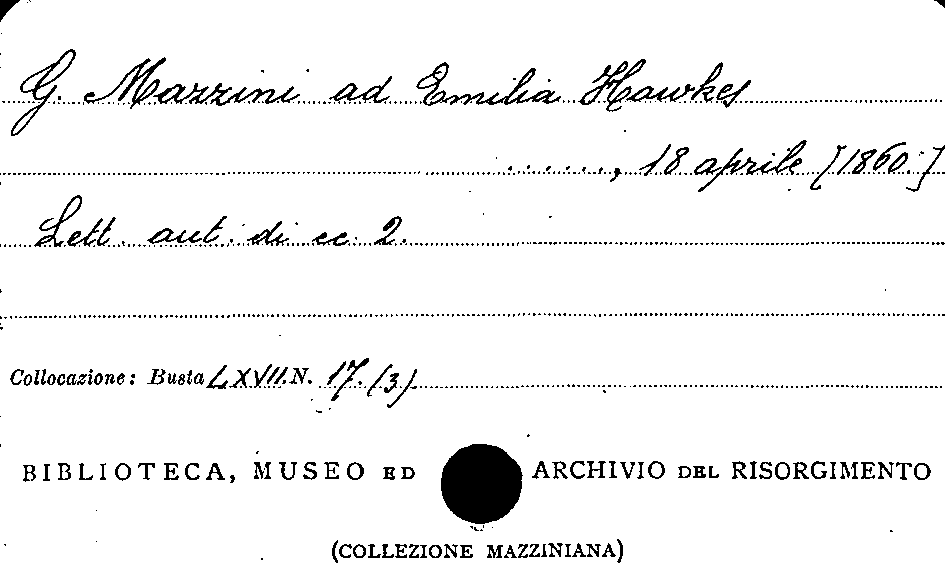 G. Mazzini ad Emilia Hawkes
......, 18 aprile [1860.]
Lett. aut. di cc. 2.
Collocazione: Busta LXVII. N. 17. (3).
BIBLIOTECA, MUSEO ED ARCHIVIO DEL RISORGIMENTO
(COLLEZIONE MAZZINIANA)